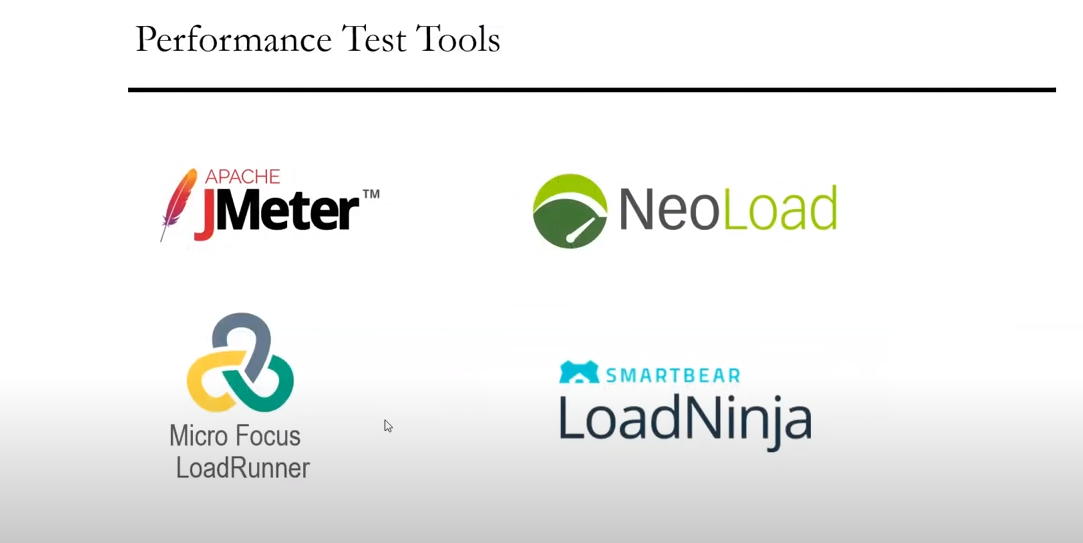 Performance Test Tools
APACHE
JMeter™
NeoLoad
Micro Focus
LoadRunner
SMARTBEAR
LoadNinja